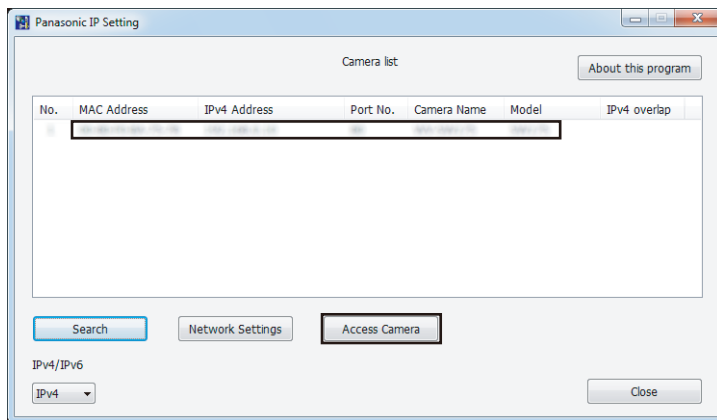 Panasonic IP Setting
Camera list
About this program
No. MAC Address IPv4 Address Port No. Camera Name Model IPv4 overlap
Search Network Settings Access Camera
IPv4/IPv6
IPv4 Close